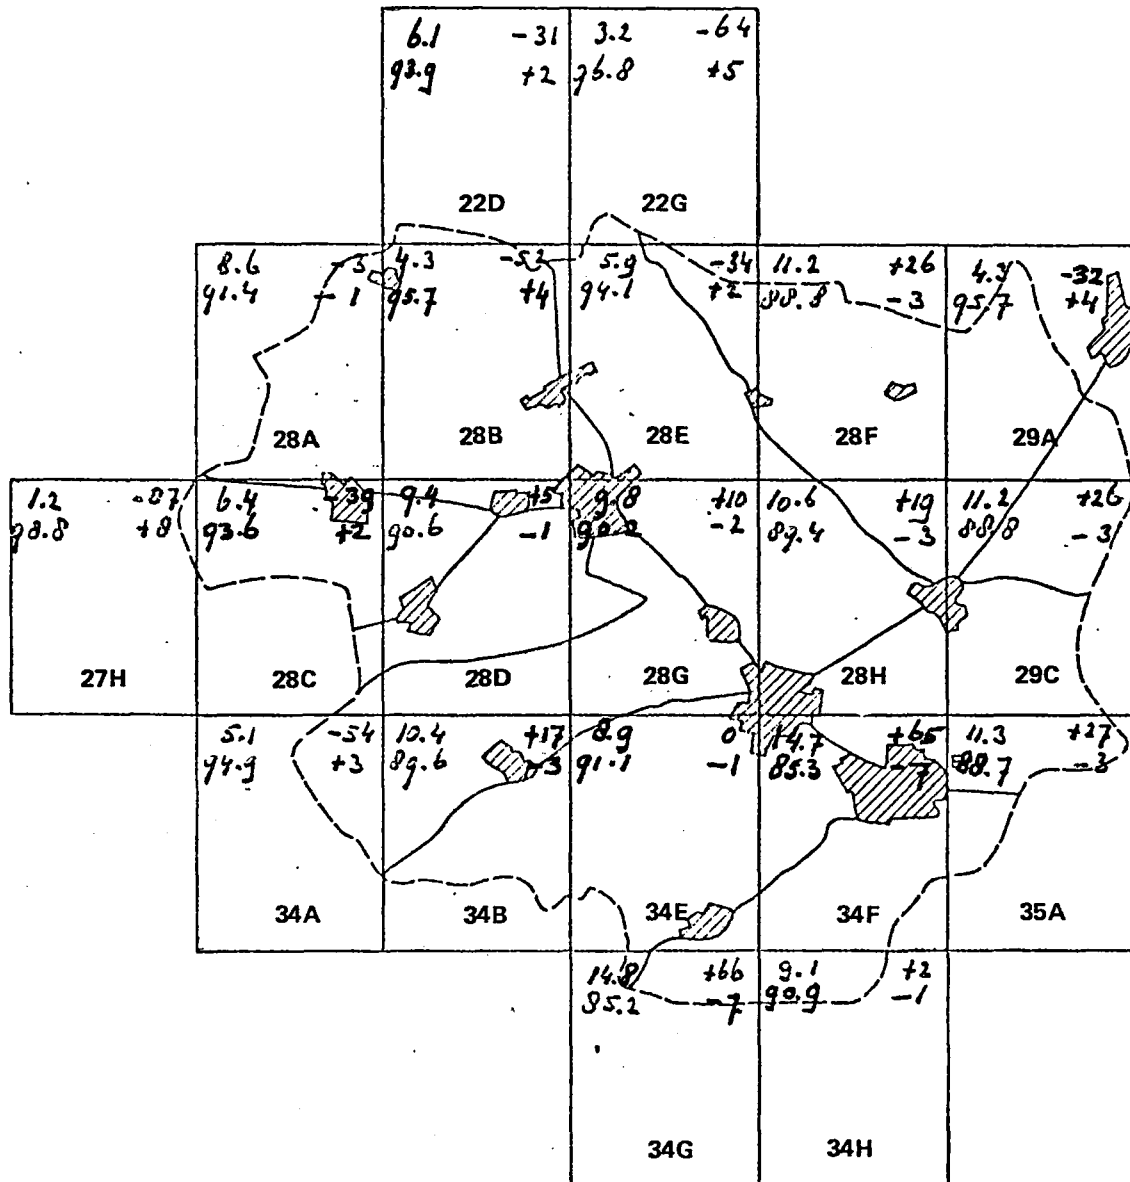 6.1 -31 3.2 -64
93.9 +2 96.8 +5
22D 22G
8.6 -3 4.3 -52 5.9 -34 11.2 +26 4.3 -32
91.4 -1 95.7 +4 94.1 +2 88.8 -3 95.7 +4
28A 28B 28E 28F 29A
1.2 -87 6.4 39 9.4 +5 9.8 +10 10.6 +19 11.2 +26
98.8 +8 93.6 +2 90.6 -1 90.2 -2 89.4 -3 88.8 -3
27H 28C 28D 28G 28H 29C
5.1 -54 10.4 +17 8.9 0 14.7 +65 11.3 +27
94.9 +3 89.6 -3 91.1 -1 85.3 -7 88.7 -3
34A 34B 34E 34F 35A
14.8 +66 9.1 +2
85.2 -7 90.9 -1
34G 34H